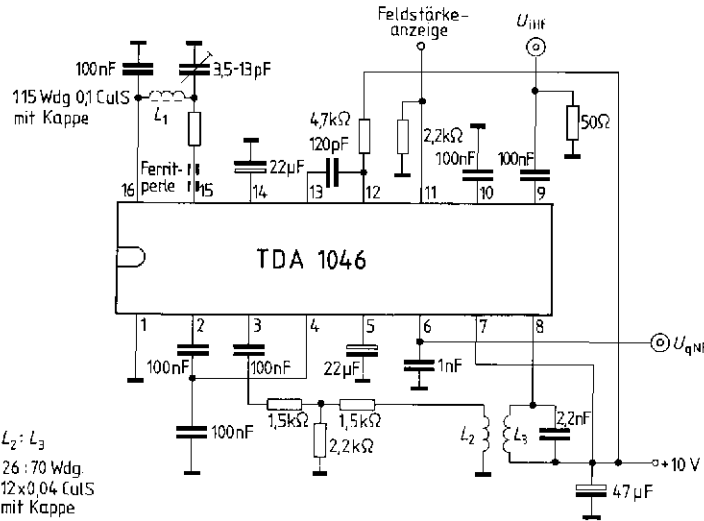 Feldstärke-
anzeige
UiHF
100nF
3,5-13pF
115 Wdg 0,1 CulS
mit Kappe
L1
4,7kΩ
120pF
2,2kΩ
50Ω
100nF
100nF
Ferrit-
perle
22µF
16
15
14
13
12
11
10
9
TDA 1046
1
2
3
4
5
6
7
8
100nF
100nF
22µF
1nF
UqNF
100nF
1,5kΩ
1,5kΩ
2,2kΩ
L2
L3
2,2nF
+10 V
47µF
L2 : L3
26 : 70 Wdg.
12x0,04 CulS
mit Kappe